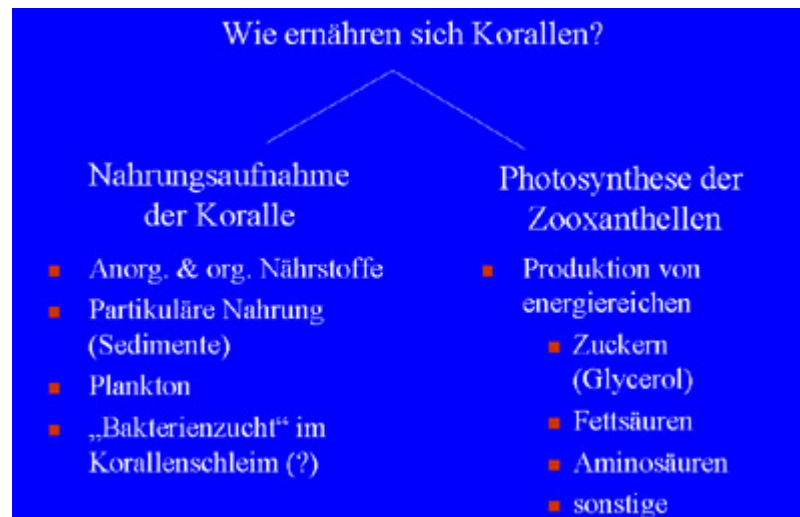 Wie ernähren sich Korallen?
Nahrungsaufnahme
der Koralle
Anorg. & org. Nährstoffe
Partikuläre Nahrung
(Sedimente)
Plankton
„Bakterienzucht“ im
Korallenschleim (?)
Photosynthese der
Zooxanthellen
Produktion von
energiereichen
Zuckern
(Glycerol)
Fettsäuren
Aminosäuren
sonstige